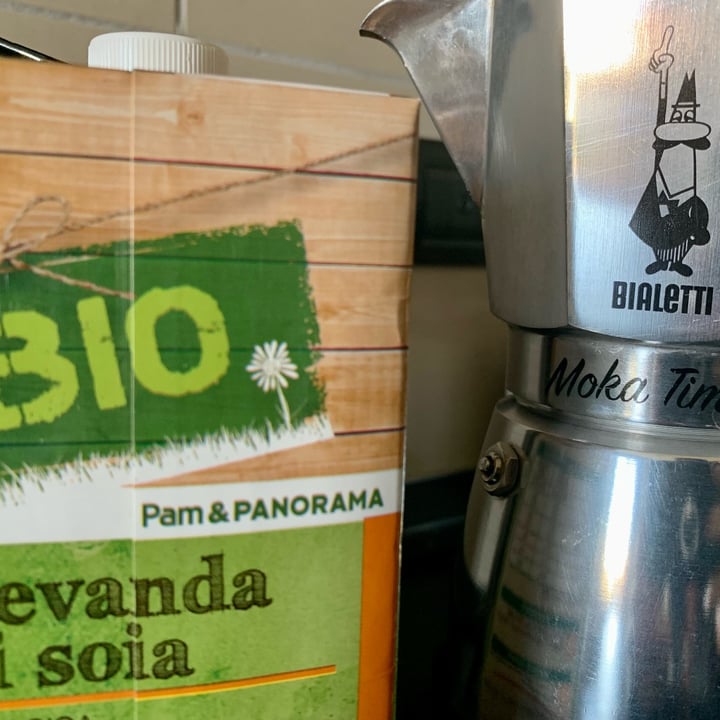 BIO
Pam & PANORAMA
evanda
i soia
BIALETTI
Moka Tim